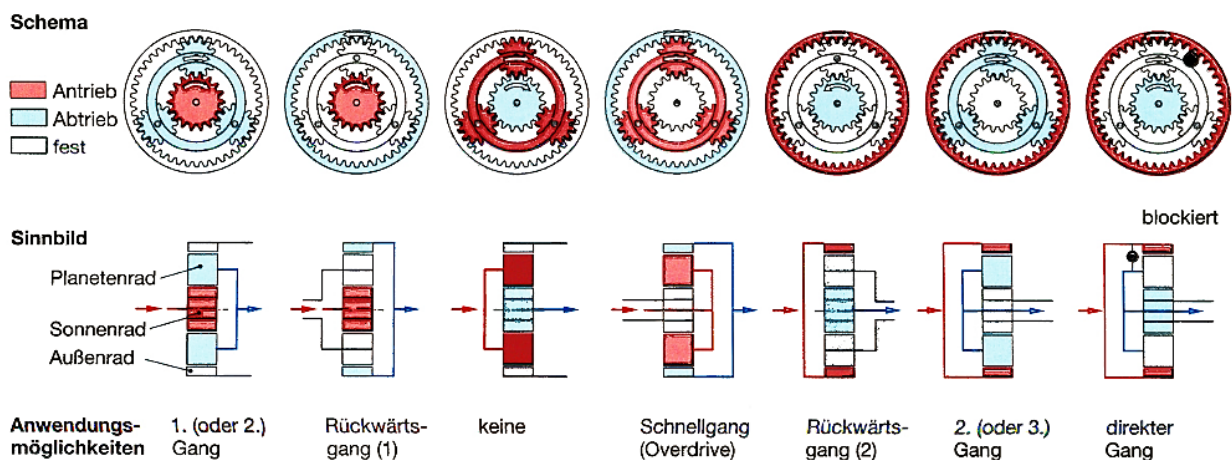 Schema
Antrieb
Abtrieb
fest
blockiert
Sinnbild
Planetenrad
Sonnenrad
Außenrad
Anwendungs-
möglichkeiten
1. (oder 2.)
Gang
Rückwärts-
gang (1)
keine
Schnellgang
(Overdrive)
Rückwärts-
gang (2)
2. (oder 3.)
Gang
direkter
Gang